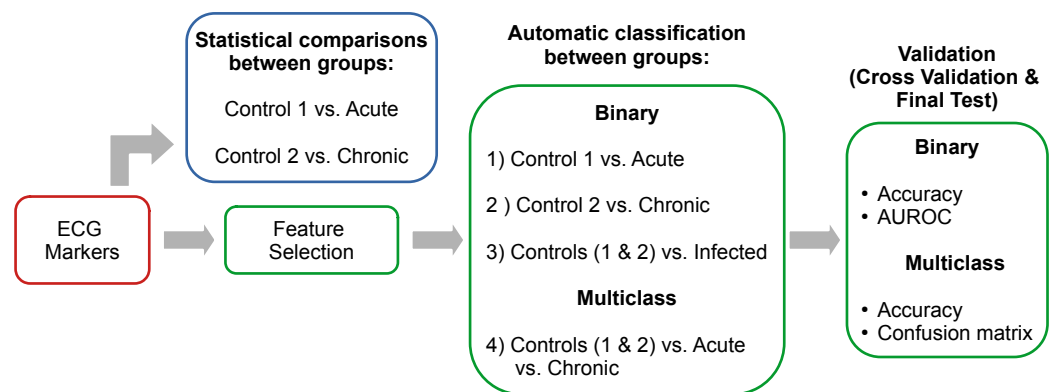 Statistical comparisons
between groups:
Control 1 vs. Acute
Control 2 vs. Chronic
ECG
Markers
Feature
Selection
Automatic classification
between groups:
Binary
1) Control 1 vs. Acute
2 ) Control 2 vs. Chronic
3) Controls (1 & 2) vs. Infected
Multiclass
4) Controls (1 & 2) vs. Acute
vs. Chronic
Validation
(Cross Validation &
Final Test)
Binary
• Accuracy
• AUROC
Multiclass
• Accuracy
• Confusion matrix